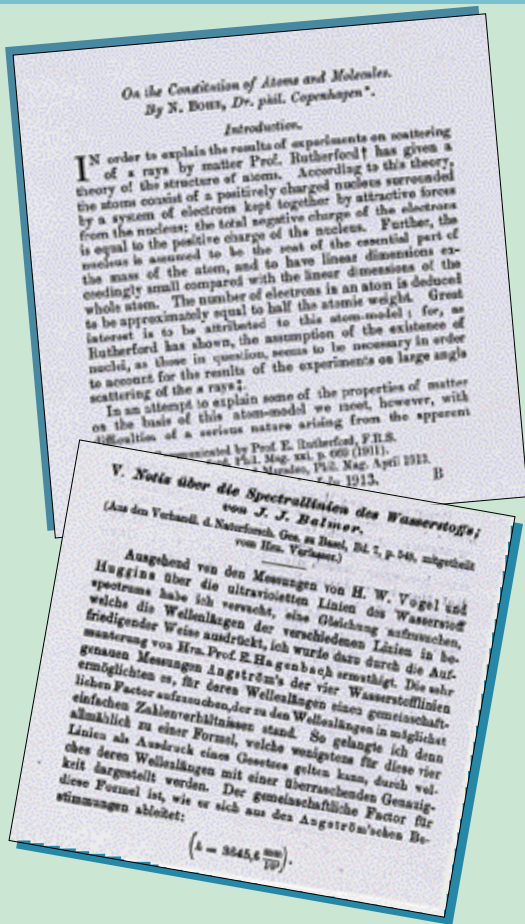 On the Constitution of Atoms and Molecules.
By N. BOHR, Dr. phil. Copenhagen*.
Introduction.
IN order to explain the results of experiments on scattering
of α rays by matter Prof. Rutherford† has given a
theory of the structure of atoms. According to this theory,
the atoms consist of a positively charged nucleus surrounded
by a system of electrons kept together by attractive forces
from the nucleus; the total negative charge of the electrons
is equal to the positive charge of the nucleus. Further, the
nucleus is assumed to be the seat of the essential part of
the mass of the atom, and to have linear dimensions ex-
ceedingly small compared with the linear dimensions of the
whole atom. The number of electrons in an atom is deduced
to be approximately equal to half the atomic weight. Great
interest is to be attributed to this atom-model; for, as
Rutherford has shown, the assumption of the existence of
nuclei, as those in question, seems to be necessary in order
to account for the results of the experiments on large angle
scattering of the α rays‡.
In an attempt to explain some of the properties of matter
on the basis of this atom-model we meet, however, with
difficulties of a serious nature arising from the apparent
by Prof. E. Rutherford, F.R.S.
Phil. Mag. xxi. p. 669 (1911).
Phil. Mag. April 1913.
1913. B
V. Notiz über die Spectrallinien des Wasserstoffs;
von J. J. Balmer.
(Aus den Verhandl. d. Naturforsch. Ges. zu Basel, Bd. 7, p. 548, mitgetheilt
vom Hrn. Verfasser.)
Ausgehend von den Messungen von H. W. Vogel und
Huggins über die ultravioletten Linien des Wasserstoff
spectrums habe ich versucht, eine Gleichung aufzusuchen,
welche die Wellenlängen der verschiedenen Linien in be-
friedigender Weise ausdrückt, ich wurde dazu durch die Auf-
munterung von Hrn. Prof. E. Hagenbach ermuthigt. Die sehr
genauen Messungen Angström's der vier Wasserstofflinien
ermöglichten es, für deren Wellenlängen einen gemeinschaft-
lichen Factor aufzusuchen, der zu den Wellenlängen in möglichst
einfachen Zahlenverhältnissen stand. So gelangte ich denn
allmählich zu einer Formel, welche wenigstens für diese vier
Linien als Ausdruck eines Gesetzes gelten kann, durch wel-
ches deren Wellenlängen mit einer überraschenden Genauig-
keit dargestellt werden. Der gemeinschaftliche Factor für
diese Formel ist, wie er sich aus den Angström'schen Be-
stimmungen ableitet:
(h = 3645,6 mm/10⁷).